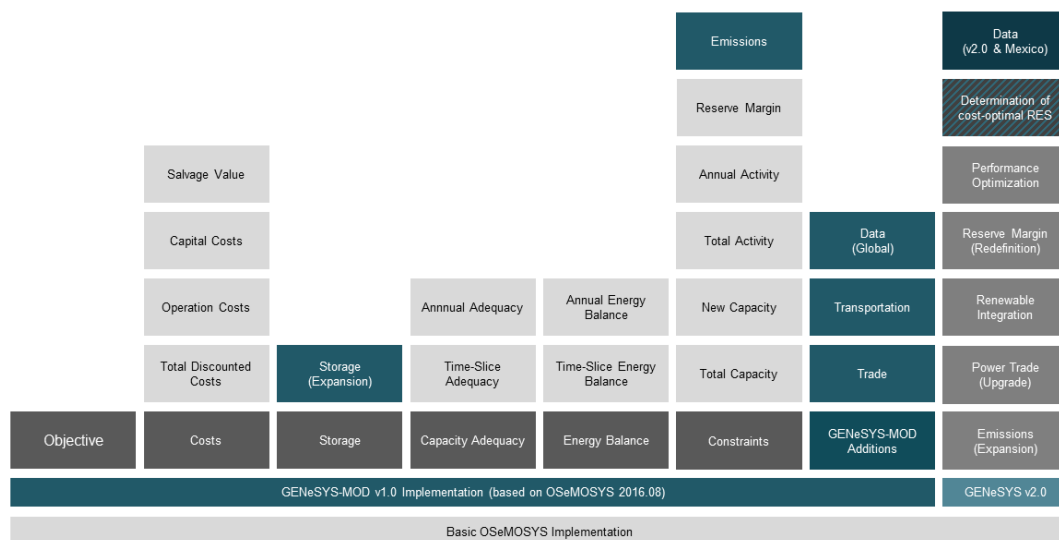 Emissions
Data
(v2.0 & Mexico)
Reserve Margin
Determination of
cost-optimal RES
Salvage Value
Annual Activity
Performance
Optimization
Capital Costs
Total Activity
Data
(Global)
Reserve Margin
(Redefinition)
Operation Costs
Annnual Adequacy
Annual Energy
Balance
New Capacity
Transportation
Renewable
Integration
Total Discounted
Costs
Storage
(Expansion)
Time-Slice
Adequacy
Time-Slice Energy
Balance
Total Capacity
Trade
Power Trade
(Upgrade)
Objective
Costs
Storage
Capacity Adequacy
Energy Balance
Constraints
GENeSYS-MOD
Additions
Emissions
(Expansion)
GENeSYS-MOD v1.0 Implementation (based on OSeMOSYS 2016.08)
GENeSYS v2.0
Basic OSeMOSYS Implementation